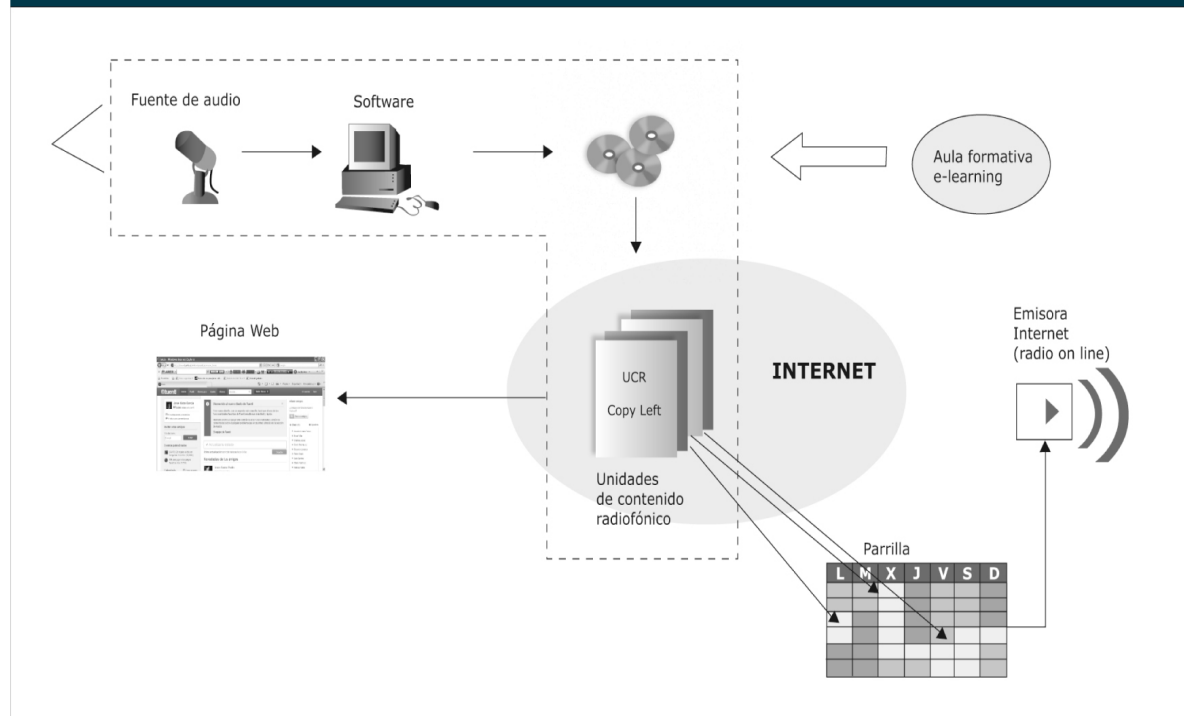 Fuente de audio
Software
Aula formativa
e-learning
Página Web
INTERNET
Emisora
Internet
(radio on line)
UCR
Copy Left
Unidades
de contenido
radiofónico
Parrilla
L M X J V S D